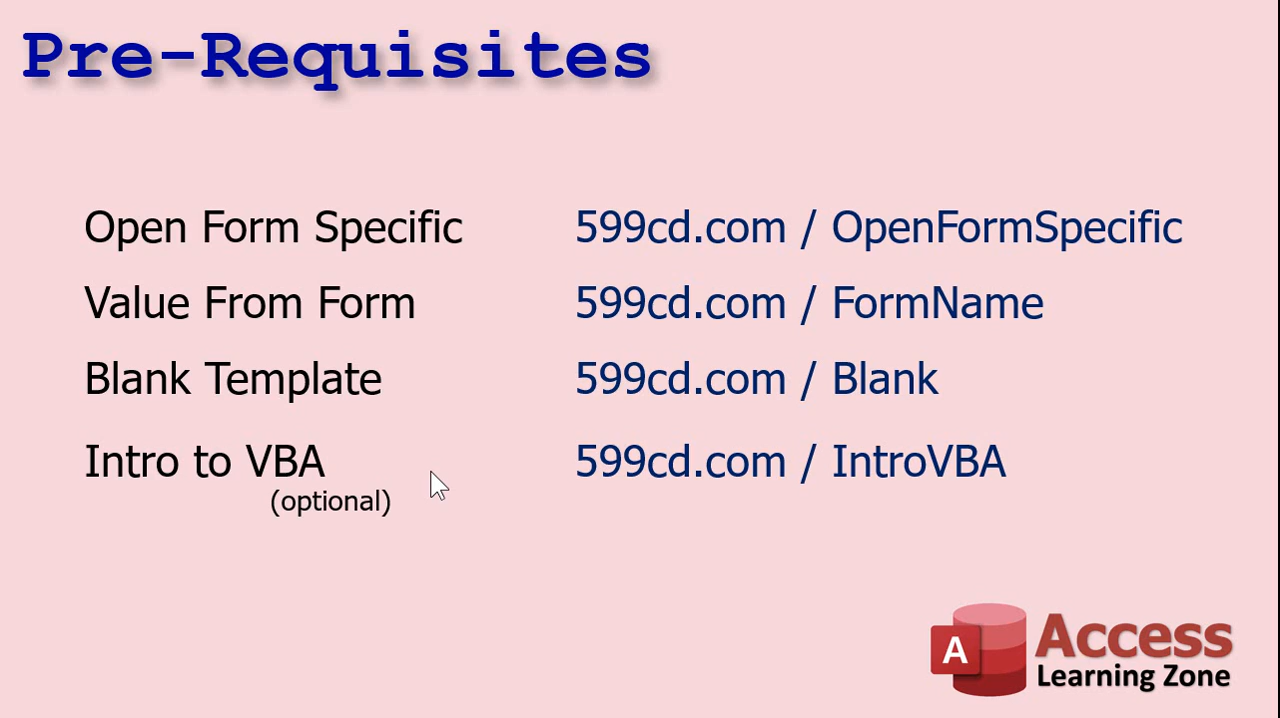 Pre-Requisites
Open Form Specific 599cd.com / OpenFormSpecific
Value From Form 599cd.com / FormName
Blank Template 599cd.com / Blank
Intro to VBA 599cd.com / IntroVBA
(optional)
A Access
Learning Zone